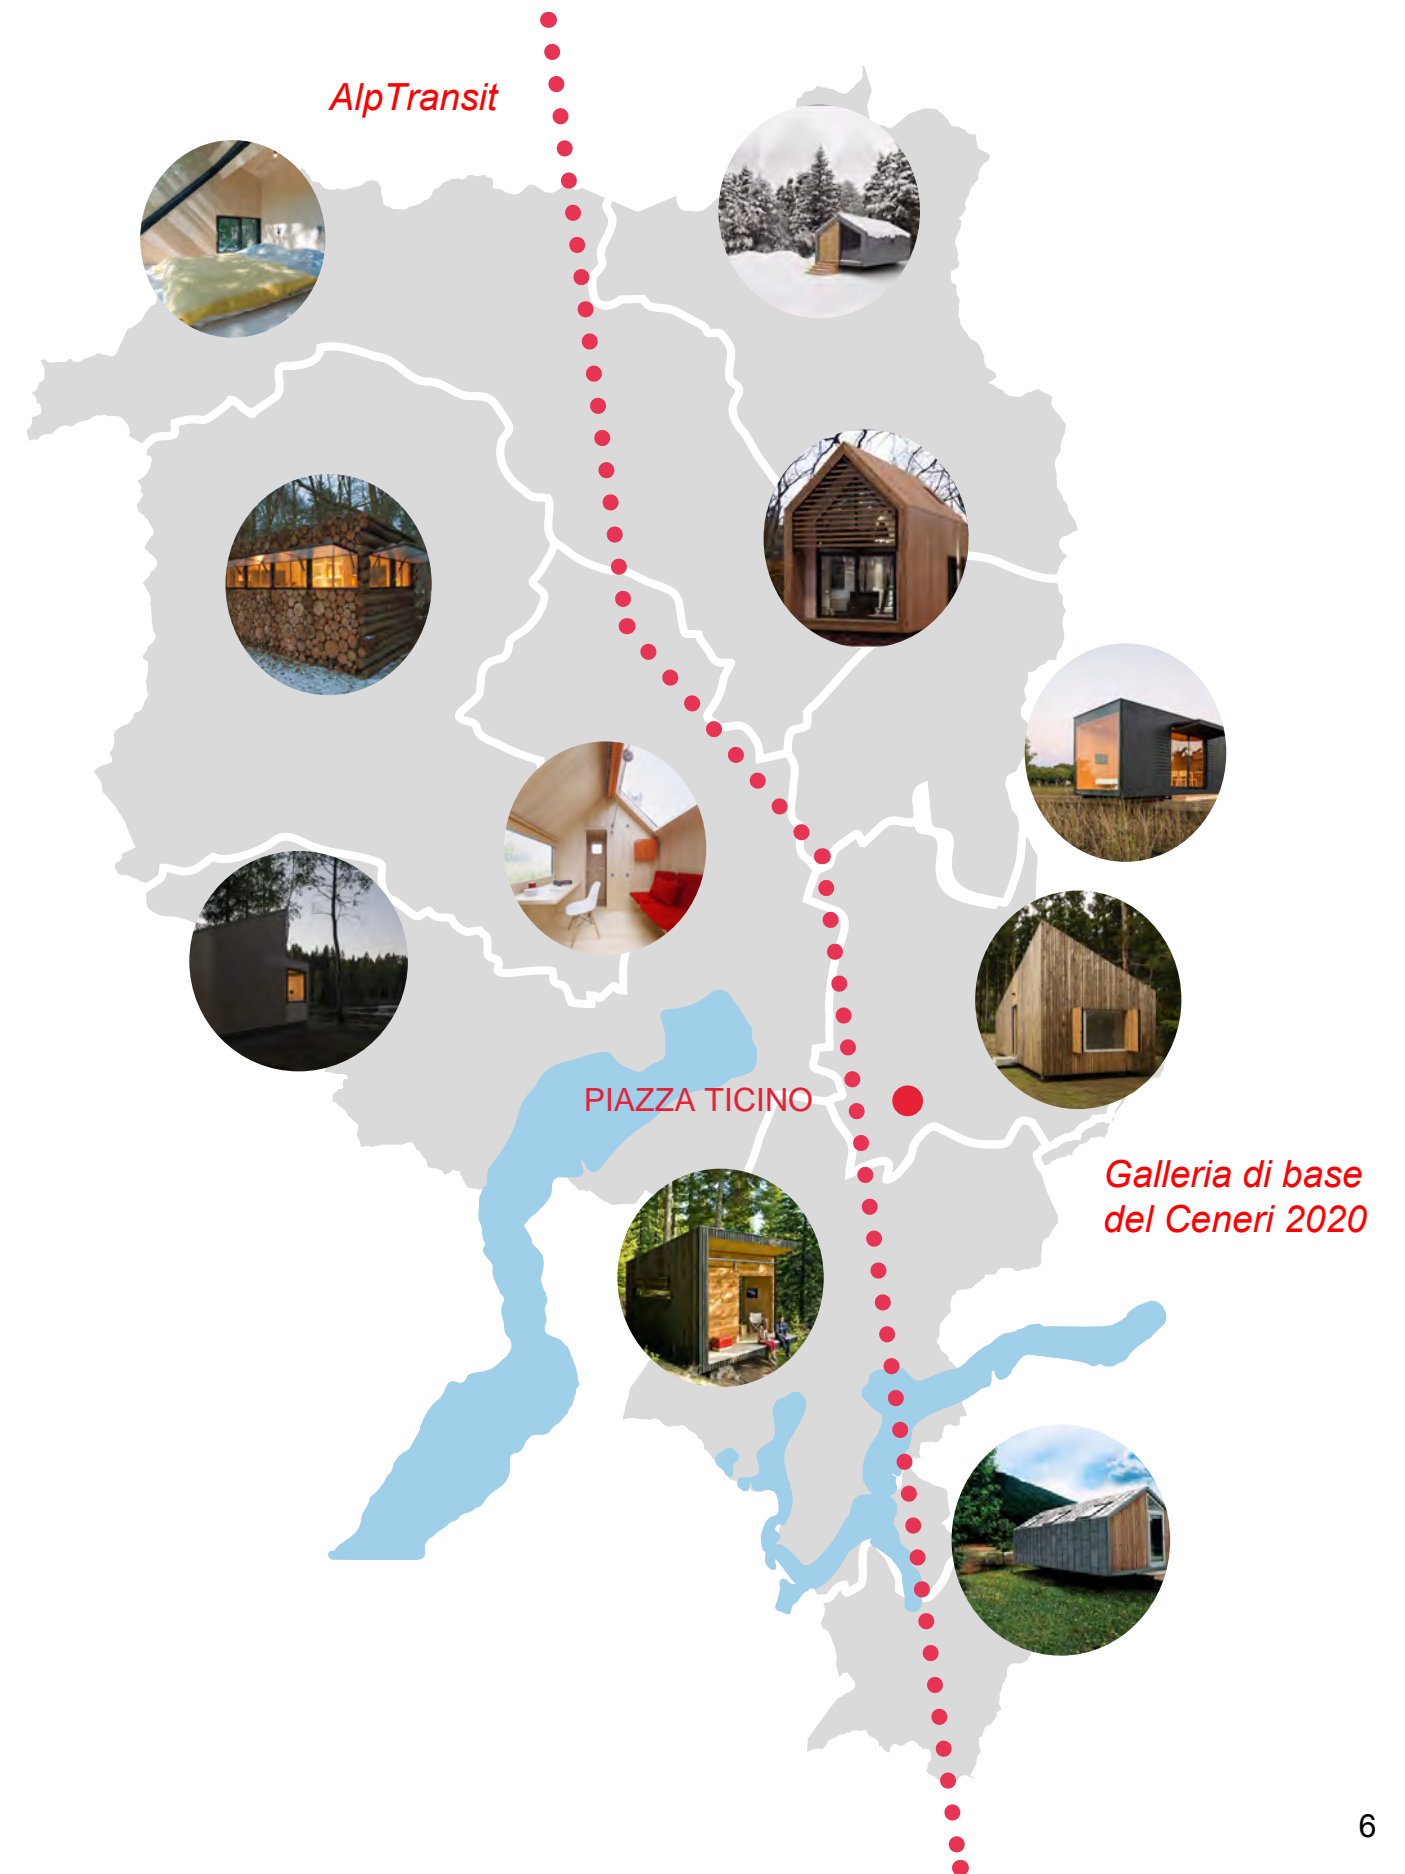 AlpTransit
PIAZZA TICINO
Galleria di base
del Ceneri 2020
6